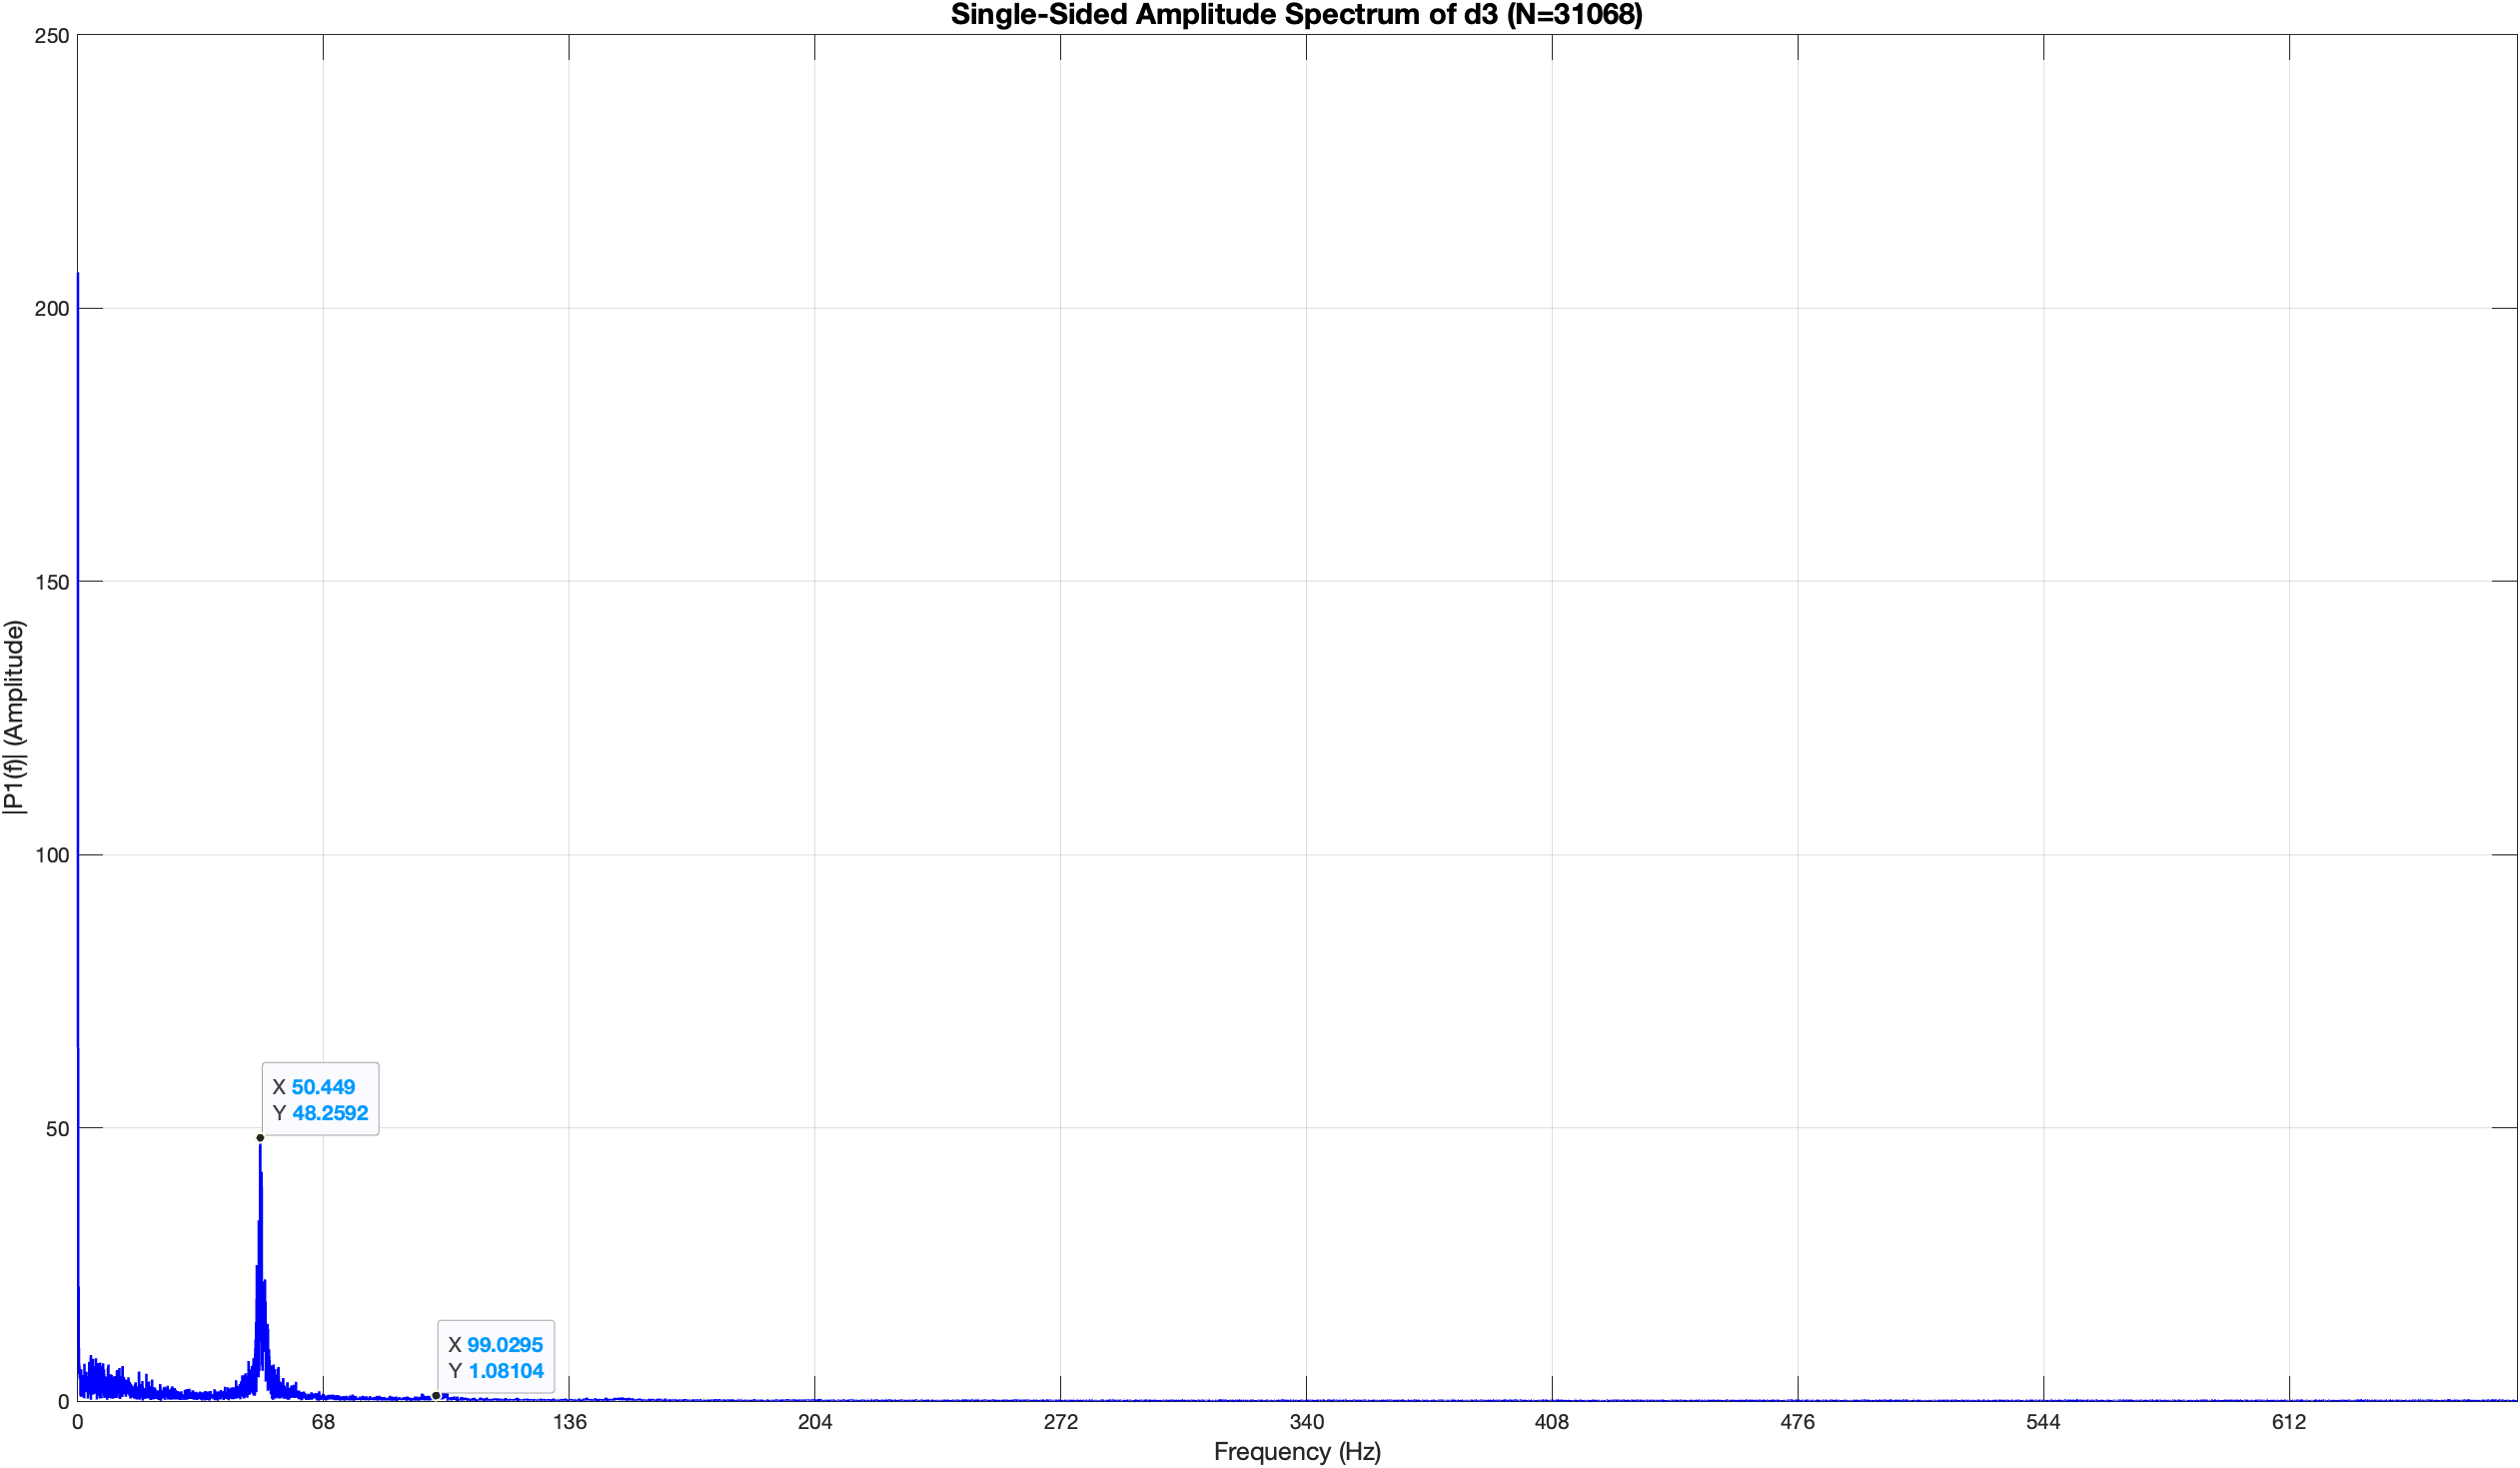 Single-Sided Amplitude Spectrum of d3 (N=31068)
250
200
150
100
50
0
|P1(f)| (Amplitude)
X 50.449
Y 48.2592
X 99.0295
Y 1.08104
0 68 136 204 272 340 408 476 544 612
Frequency (Hz)